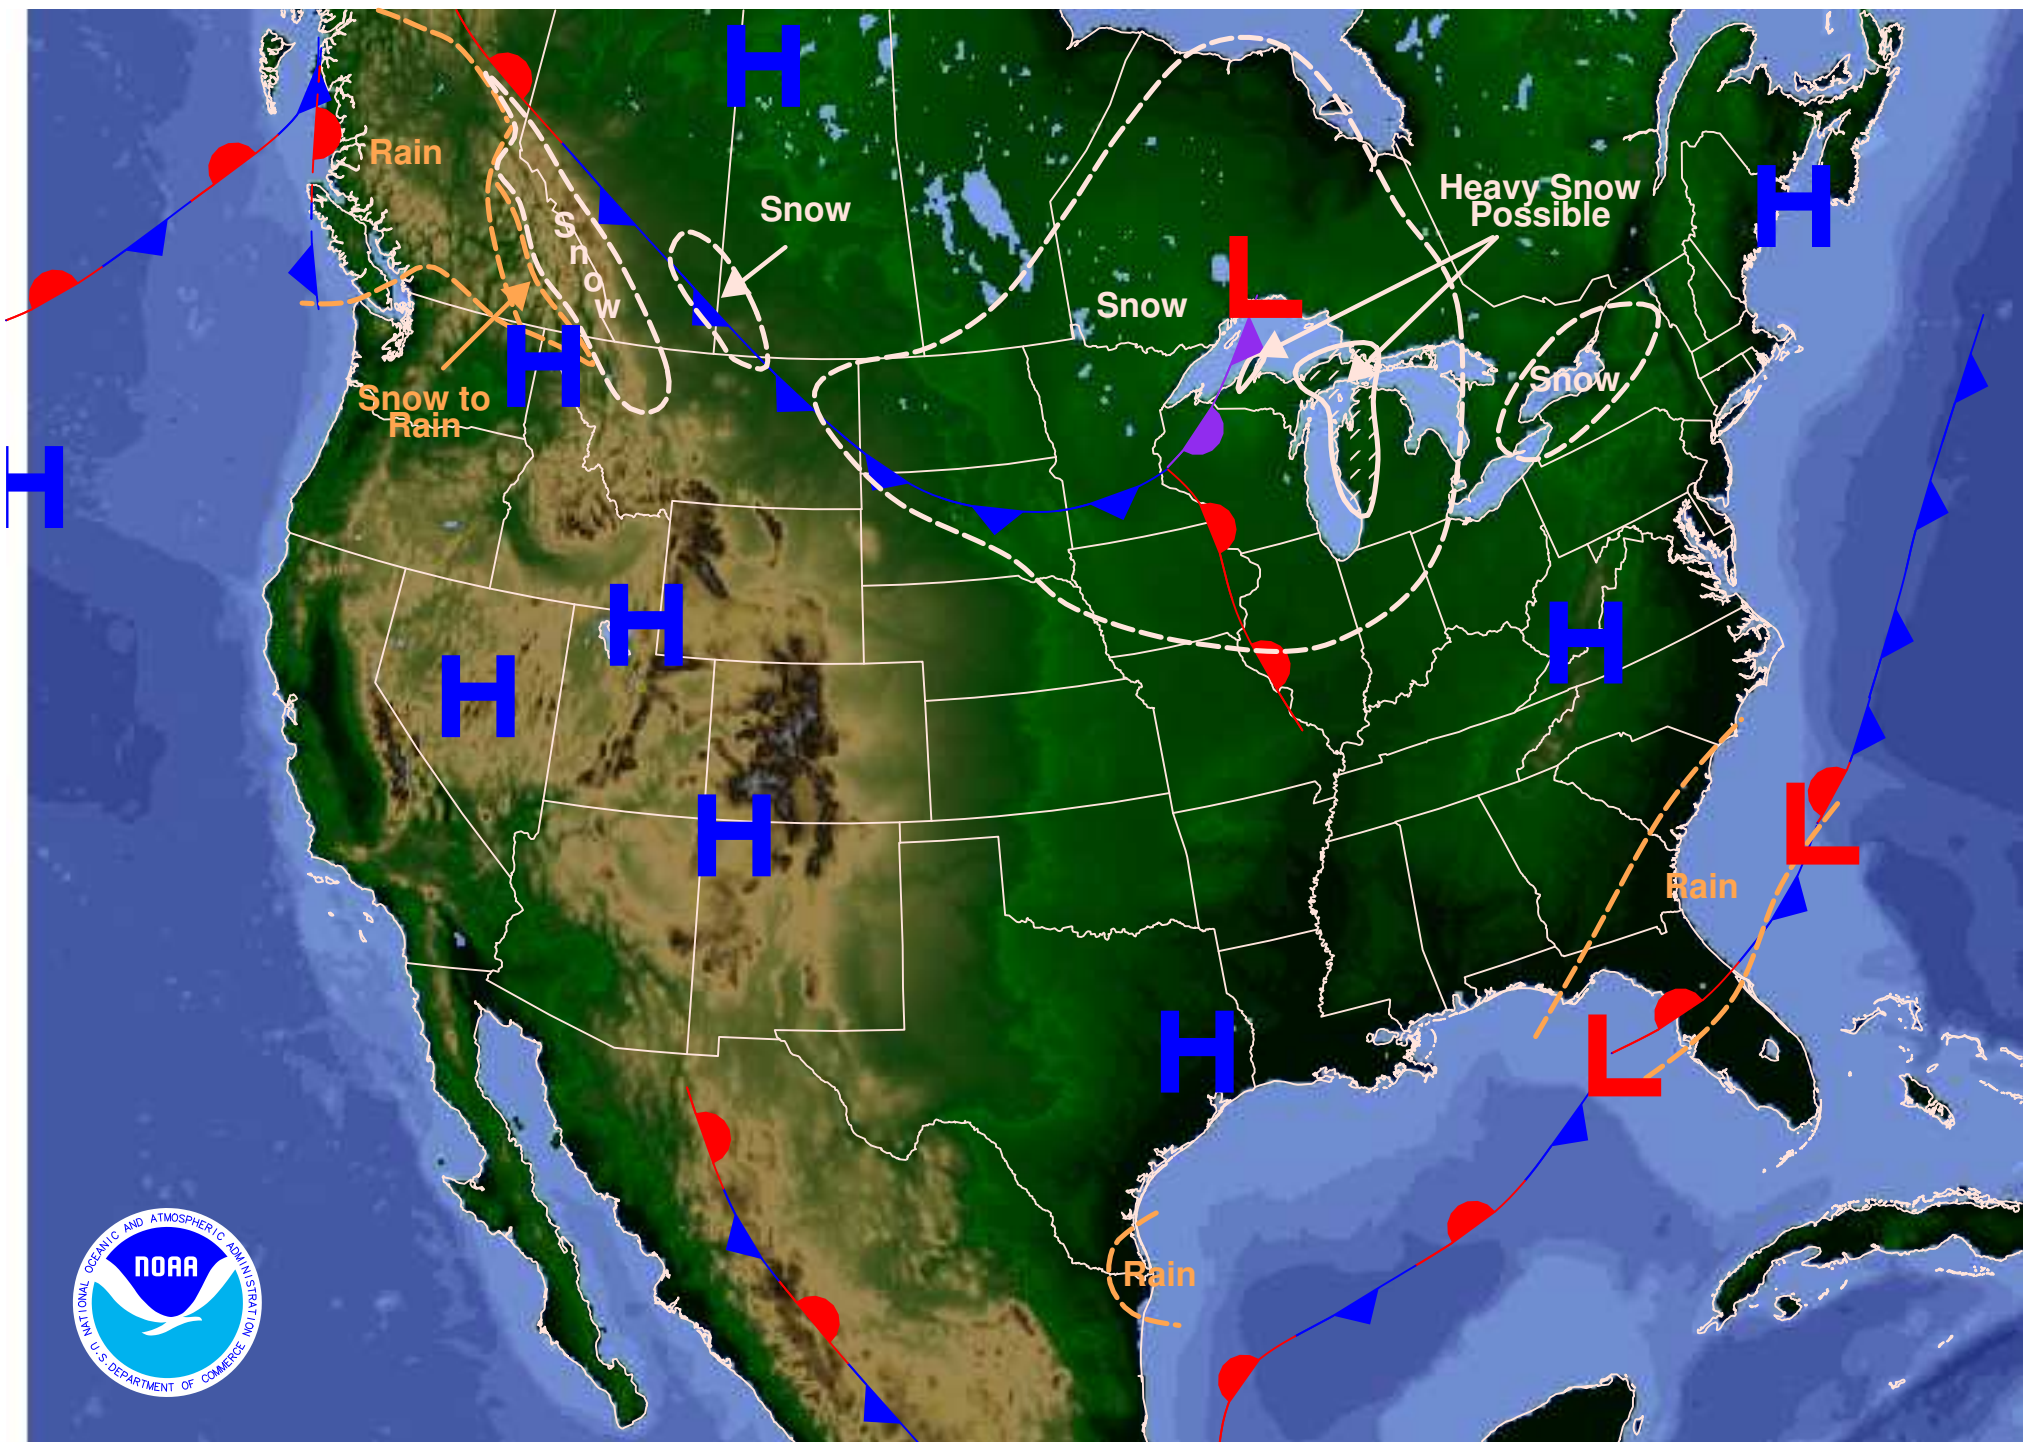 H
Rain
Snow
Heavy Snow
Possible
H
L
Snow
Snow
H
Snow
Snow to
Rain
H
H
H
H
H
L
Rain
H
L
Rain
NATIONAL OCEANIC AND ATMOSPHERIC ADMINISTRATION
NOAA
U.S. DEPARTMENT OF COMMERCE